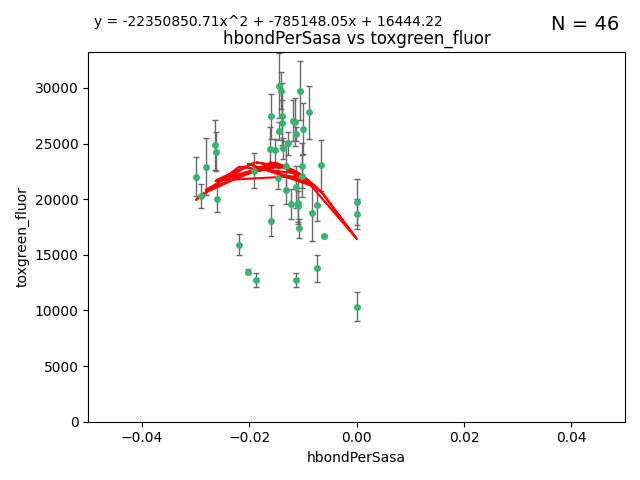 y = -22350850.71x^2 + -785148.05x + 16444.22
N = 46
hbondPerSasa vs toxgreen_fluor
toxgreen_fluor
30000
25000
20000
15000
10000
5000
0
−0.04
−0.02
0.00
0.02
0.04
hbondPerSasa